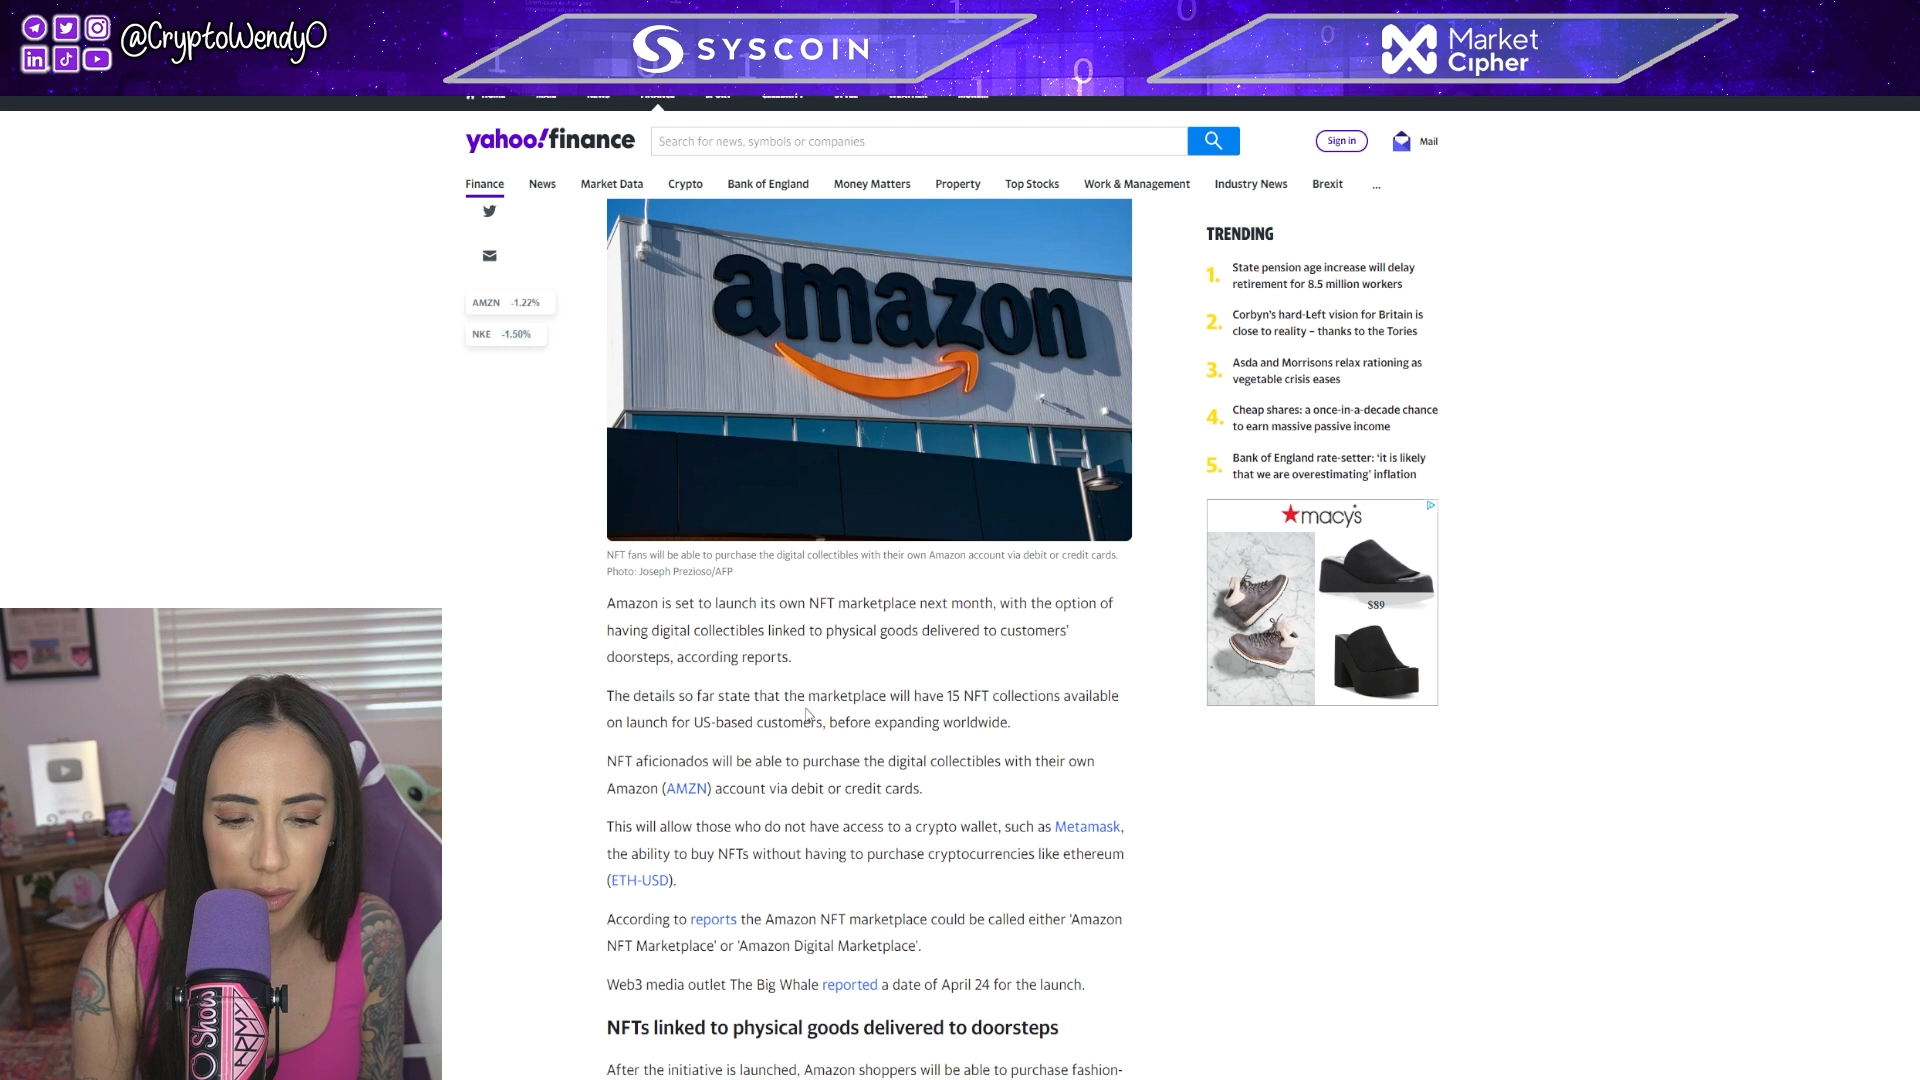 @CryptoWendyO
SYSCOIN
Market
Cipher
yahoo!finance
Search for news, symbols or companies
Sign in
Mail
Finance
News
Market Data
Crypto
Bank of England
Money Matters
Property
Top Stocks
Work & Management
Industry News
Brexit
...
AMZN -1.22%
NKE -1.50%
amazon
NFT fans will be able to purchase the digital collectibles with their own Amazon account via debit or credit cards.
Photo: Joseph Prezioso/AFP
Amazon is set to launch its own NFT marketplace next month, with the option of
having digital collectibles linked to physical goods delivered to customers'
doorsteps, according reports.
The details so far state that the marketplace will have 15 NFT collections available
on launch for US-based customers, before expanding worldwide.
NFT aficionados will be able to purchase the digital collectibles with their own
Amazon (AMZN) account via debit or credit cards.
This will allow those who do not have access to a crypto wallet, such as Metamask,
the ability to buy NFTs without having to purchase cryptocurrencies like ethereum
(ETH-USD).
According to reports the Amazon NFT marketplace could be called either 'Amazon
NFT Marketplace' or 'Amazon Digital Marketplace'.
Web3 media outlet The Big Whale reported a date of April 24 for the launch.
NFTs linked to physical goods delivered to doorsteps
After the initiative is launched, Amazon shoppers will be able to purchase fashion-
TRENDING
1. State pension age increase will delay
retirement for 8.5 million workers
2. Corbyn's hard-Left vision for Britain is
close to reality – thanks to the Tories
3. Asda and Morrisons relax rationing as
vegetable crisis eases
4. Cheap shares: a once-in-a-decade chance
to earn massive passive income
5. Bank of England rate-setter: 'it is likely
that we are overestimating' inflation
macy's
$89
O Show
ARMY